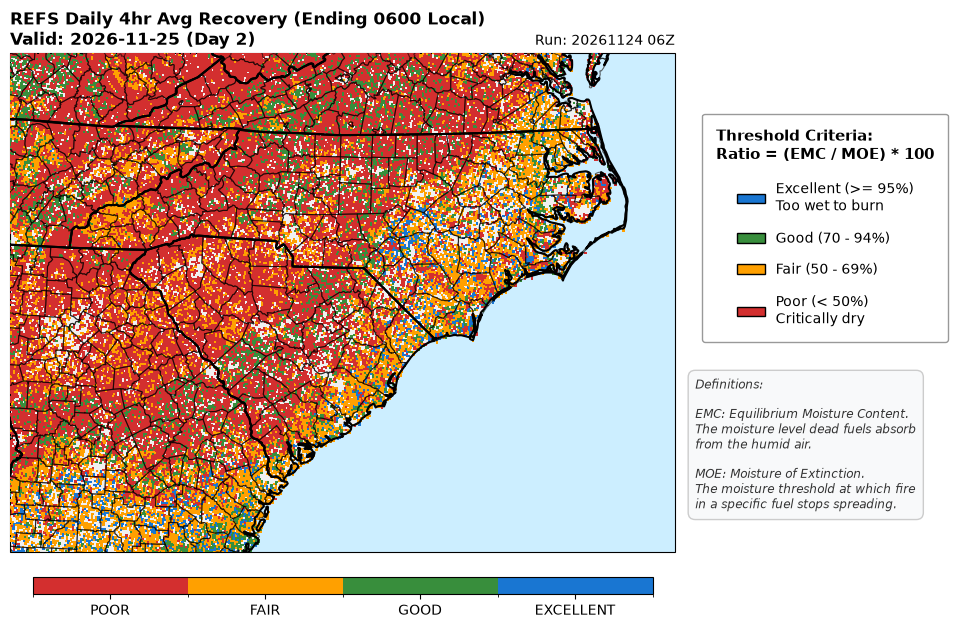 REFS Daily 4hr Avg Recovery (Ending 0600 Local)
Valid: 2026-11-25 (Day 2)
Run: 20261124 06Z
Threshold Criteria:
Ratio = (EMC / MOE) * 100
Excellent (>= 95%)
Too wet to burn
Good (70 - 94%)
Fair (50 - 69%)
Poor (< 50%)
Critically dry
Definitions:
EMC: Equilibrium Moisture Content.
The moisture level dead fuels absorb
from the humid air.
MOE: Moisture of Extinction.
The moisture threshold at which fire
in a specific fuel stops spreading.
POOR FAIR GOOD EXCELLENT